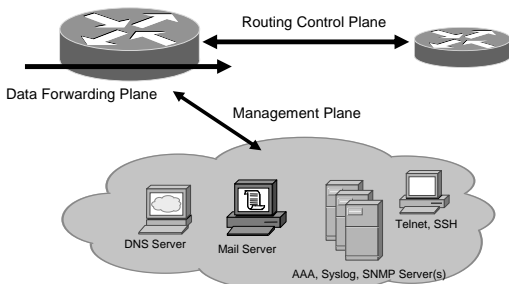 Routing Control Plane
Data Forwarding Plane
Management Plane
DNS Server
Mail Server
Telnet, SSH
AAA, Syslog, SNMP Server(s)